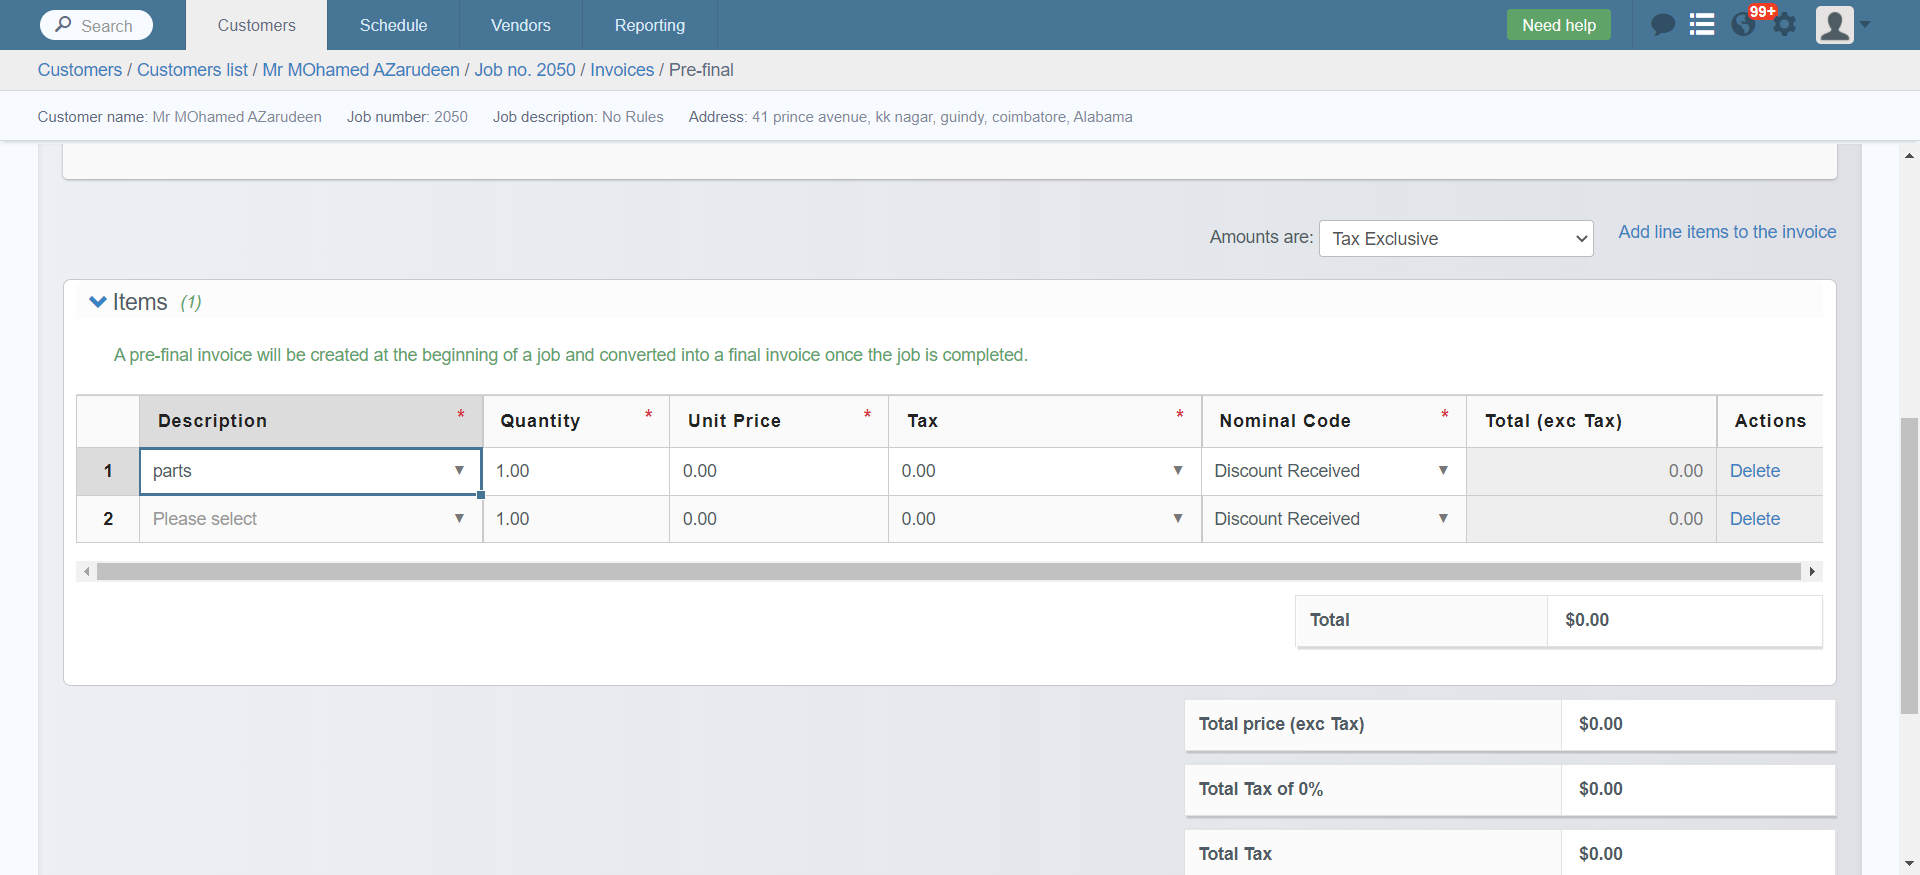 Search Customers Schedule Vendors Reporting Need help 99+
Customers / Customers list / Mr MOhamed AZarudeen / Job no. 2050 / Invoices / Pre-final
Customer name: Mr MOhamed AZarudeen Job number: 2050 Job description: No Rules Address: 41 prince avenue, kk nagar, guindy, coimbatore, Alabama
Amounts are: Tax Exclusive Add line items to the invoice
Items (1)
A pre-final invoice will be created at the beginning of a job and converted into a final invoice once the job is completed.
Description * Quantity * Unit Price * Tax * Nominal Code * Total (exc Tax) Actions
1 parts 1.00 0.00 0.00 Discount Received 0.00 Delete
2 Please select 1.00 0.00 0.00 Discount Received 0.00 Delete
Total $0.00
Total price (exc Tax) $0.00
Total Tax of 0% $0.00
Total Tax $0.00